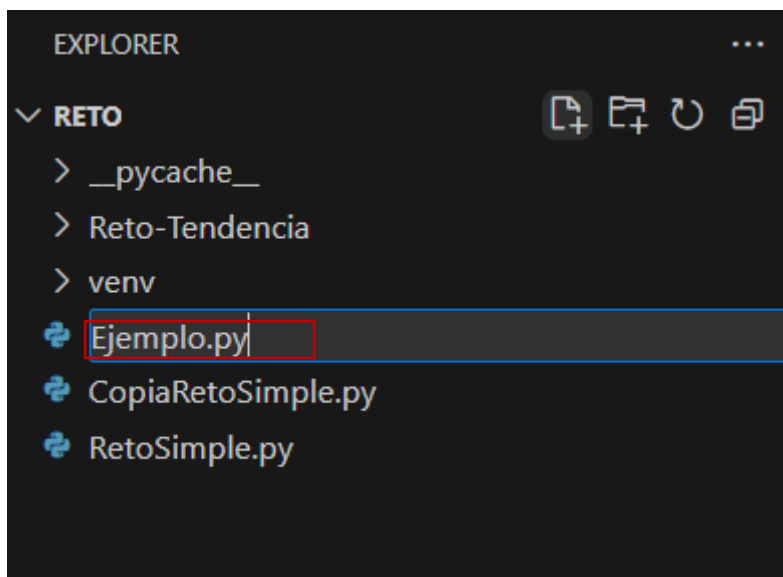 EXPLORER
RETO
__pycache__
Reto-Tendencia
venv
Ejemplo.py
CopiaRetoSimple.py
RetoSimple.py